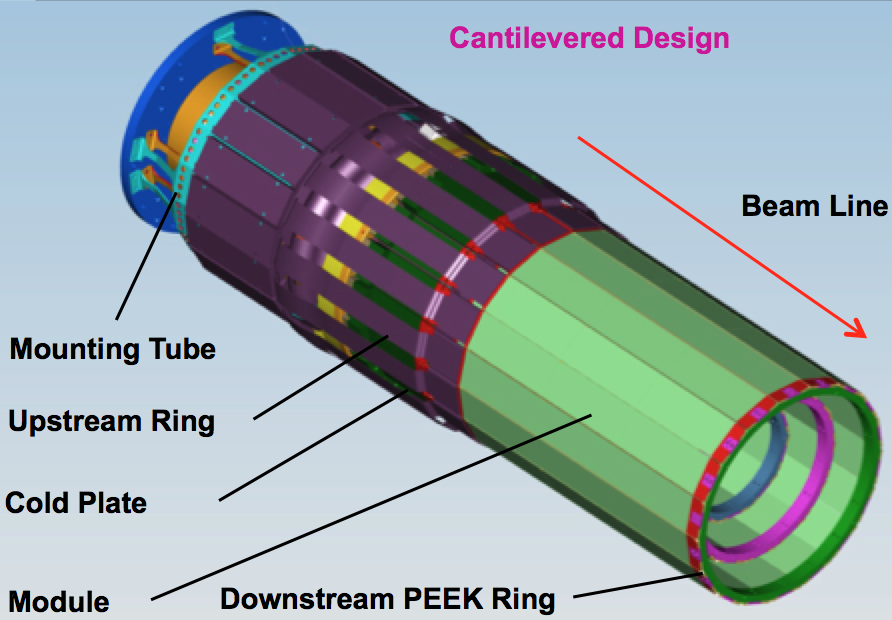 Cantilevered Design
Beam Line
Mounting Tube
Upstream Ring
Cold Plate
Module
Downstream PEEK Ring